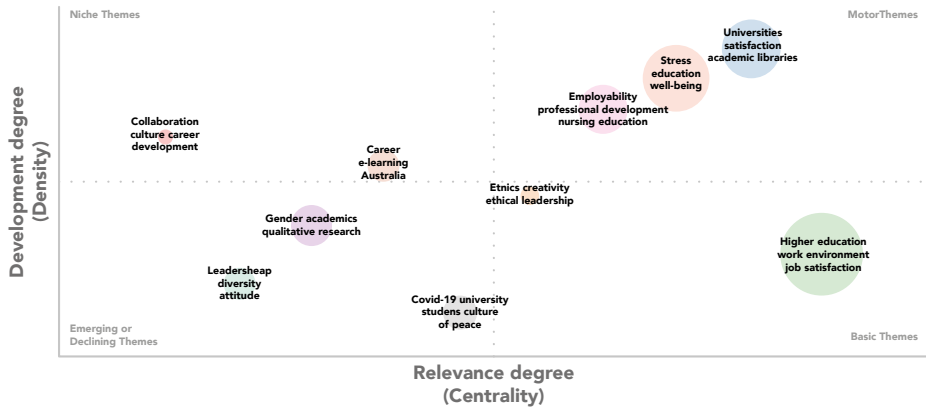 Niche Themes
MotorThemes
Universities
satisfaction
academic libraries
Stress
education
well-being
Employability
professional development
nursing education
Collaboration
culture career
development
Career
e-learning
Australia
Etnics creativity
ethical leadership
Gender academics
qualitative research
Higher education
work environment
job satisfaction
Leadersheap
diversity
attitude
Covid-19 university
studens culture
of peace
Emerging or
Declining Themes
Basic Themes
Development degree
(Density)
Relevance degree
(Centrality)